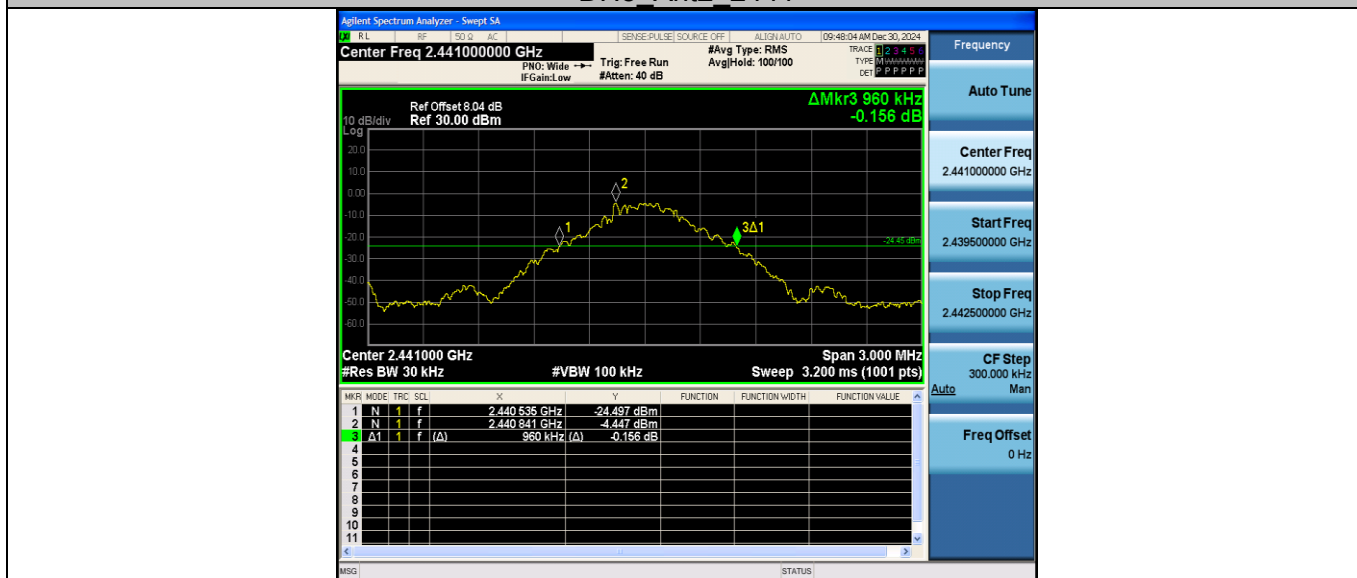 Agilent Spectrum Analyzer - Swept SA
RL RF 50 Ω AC SENSE:PULSE SOURCE OFF ALIGNAUTO 09:48:04 AM Dec 30, 2024
Center Freq 2.441000000 GHz
PNO: Wide
IFGain:Low
Trig: Free Run
#Atten: 40 dB
#Avg Type: RMS
Avg|Hold: 100/100
TRACE 1 2 3 4 5 6
TYPE M
DET P P P P P P
Frequency
ΔMkr3 960 kHz
-0.156 dB
Ref Offset 8.04 dB
10 dB/div Ref 30.00 dBm
Log
20.0
10.0
0.00
-10.0
-20.0
-30.0
-40.0
-50.0
-60.0
1
2
3Δ1
-24.45 dBm
Center 2.441000 GHz Span 3.000 MHz
#Res BW 30 kHz #VBW 100 kHz Sweep 3.200 ms (1001 pts)
MKR MODE TRC SCL X Y FUNCTION FUNCTION WIDTH FUNCTION VALUE
1 N 1 f 2.440 535 GHz -24.497 dBm
2 N 1 f 2.440 841 GHz -4.447 dBm
3 Δ1 1 f (Δ) 960 kHz (Δ) -0.156 dB
4
5
6
7
8
9
10
11
Auto Tune
Center Freq
2.441000000 GHz
Start Freq
2.439500000 GHz
Stop Freq
2.442500000 GHz
CF Step
300.000 kHz
Auto Man
Freq Offset
0 Hz
MSG STATUS